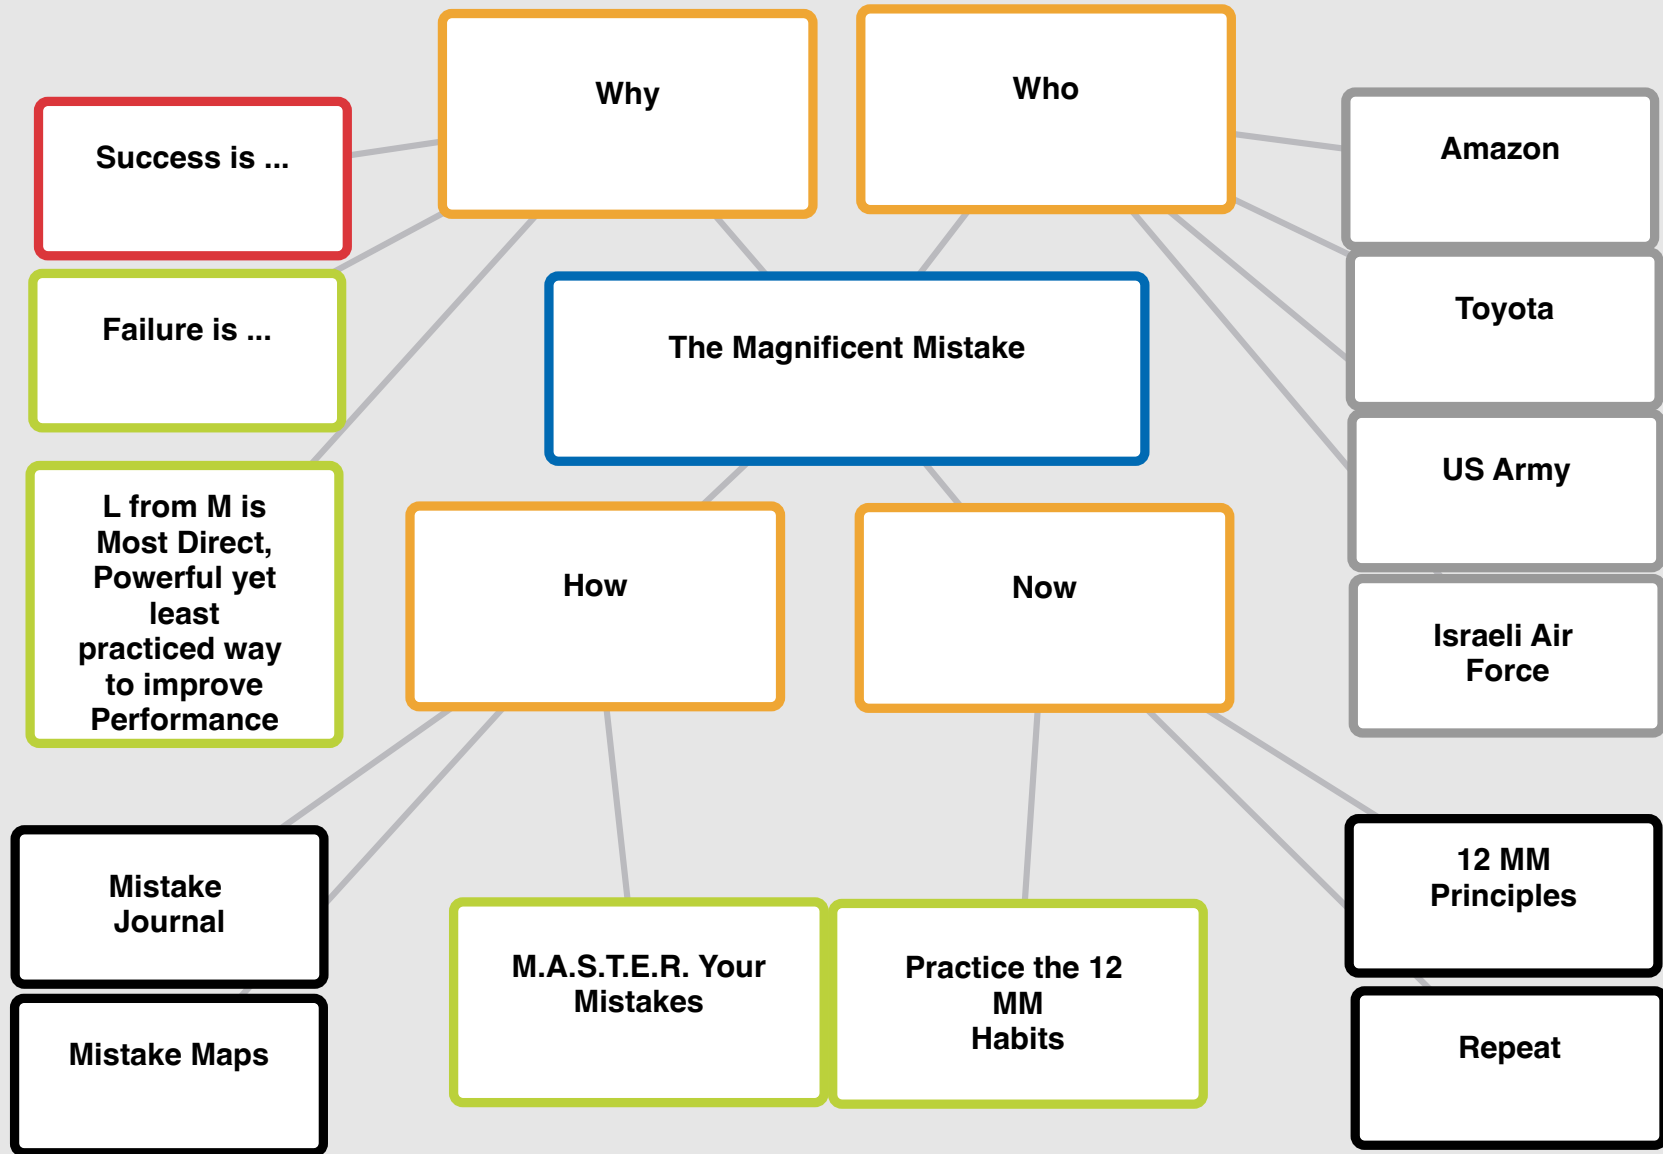 Why
Who
Success is ...
Amazon
Failure is ...
The Magnificent Mistake
Toyota
L from M is
Most Direct,
Powerful yet
least
practiced way
to improve
Performance
How
Now
US Army
Israeli Air
Force
Mistake
Journal
Mistake Maps
M.A.S.T.E.R. Your
Mistakes
Practice the 12
MM
Habits
12 MM
Principles
Repeat